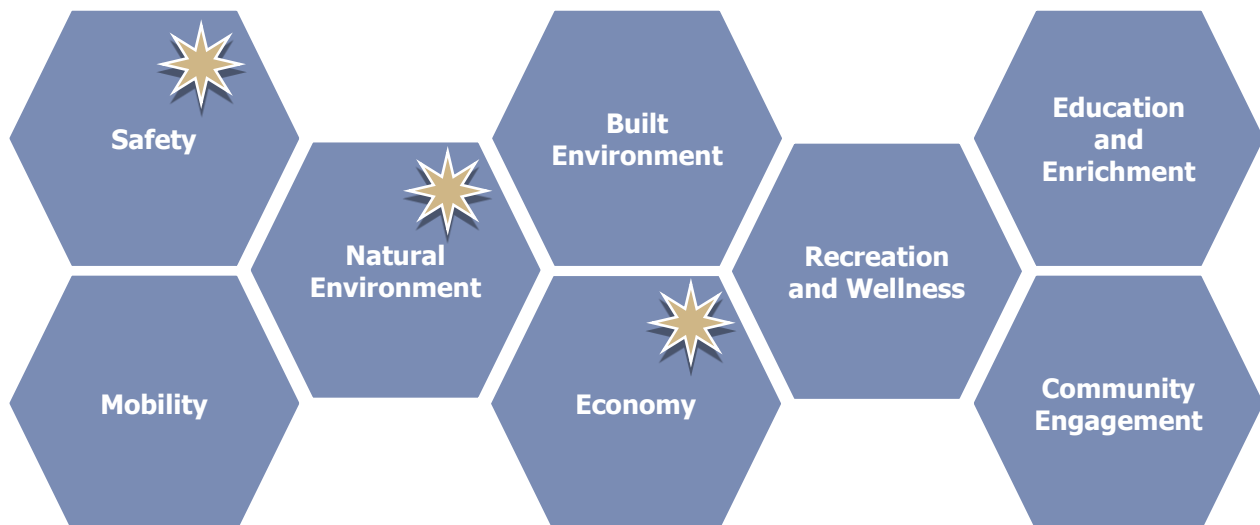 Safety
Mobility
Natural
Environment
Built
Environment
Economy
Recreation
and Wellness
Education
and
Enrichment
Community
Engagement